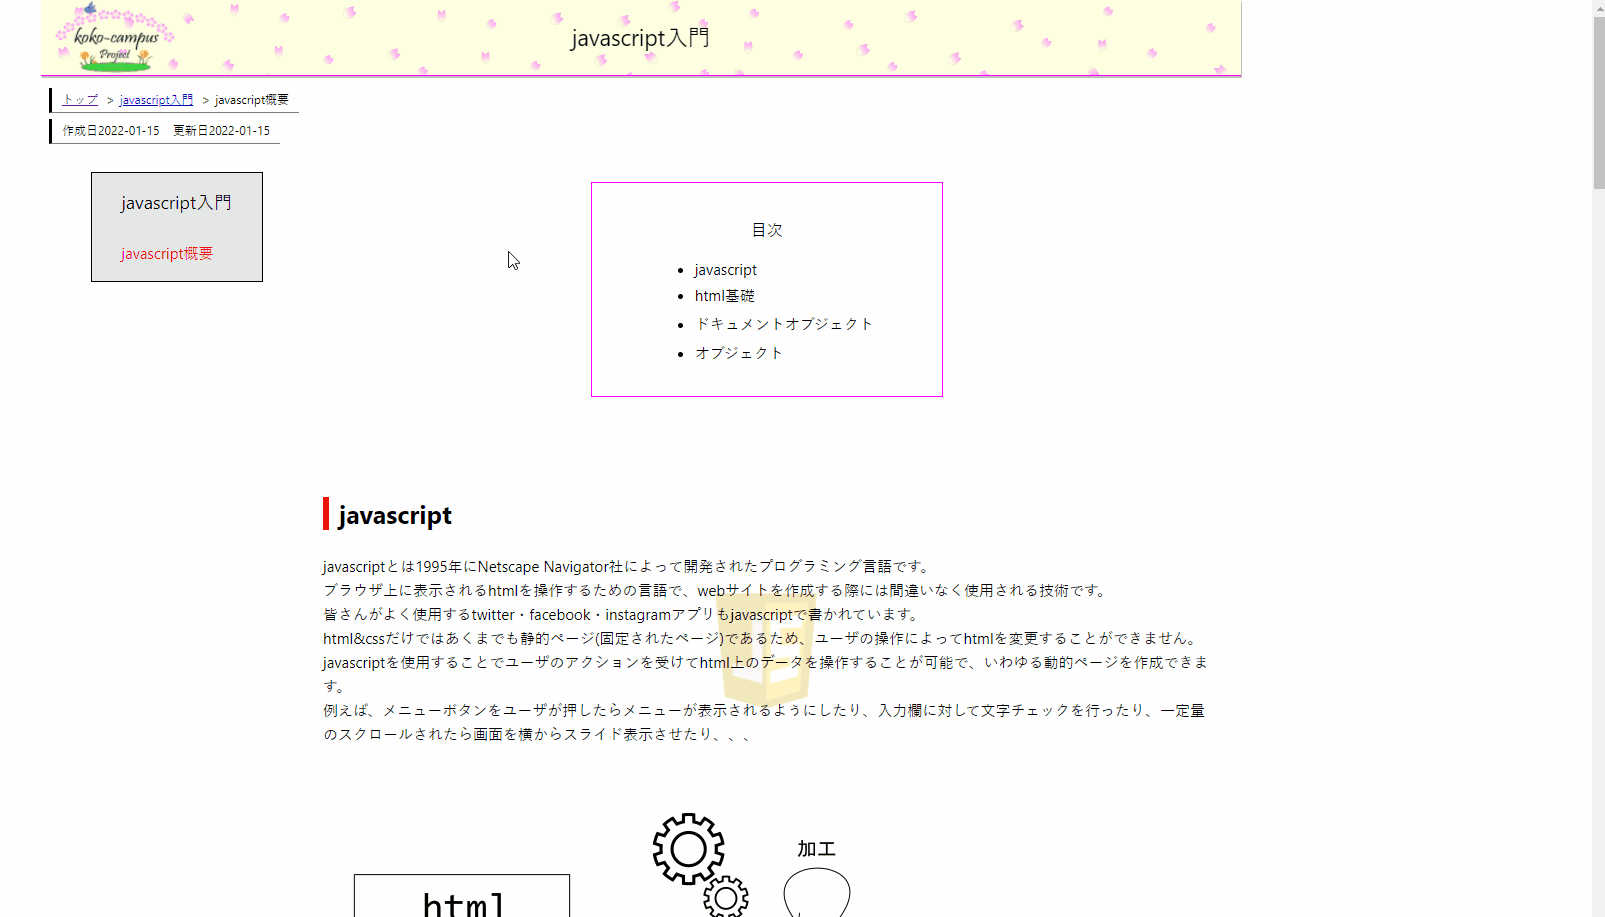 koko-campus
Project
javascript入門
トップ > javascript入門 > javascript概要
作成日2022-01-15 更新日2022-01-15
javascript入門
javascript概要
目次
javascript
html基礎
ドキュメントオブジェクト
オブジェクト
javascript
javascriptとは1995年にNetscape Navigator社によって開発されたプログラミング言語です。
ブラウザ上に表示されるhtmlを操作するための言語で、webサイトを作成する際には間違いなく使用される技術です。
皆さんがよく使用するtwitter・facebook・instagramアプリもjavascriptで書かれています。
html&cssだけではあくまでも静的ページ(固定されたページ)であるため、ユーザの操作によってhtmlを変更することができません。
javascriptを使用することでユーザのアクションを受けてhtml上のデータを操作することが可能で、いわゆる動的ページを作成できま
す。
例えば、メニューボタンをユーザが押したらメニューが表示されるようにしたり、入力欄に対して文字チェックを行ったり、一定量
のスクロールされたら画面を横からスライド表示させたり、、、
加工
html